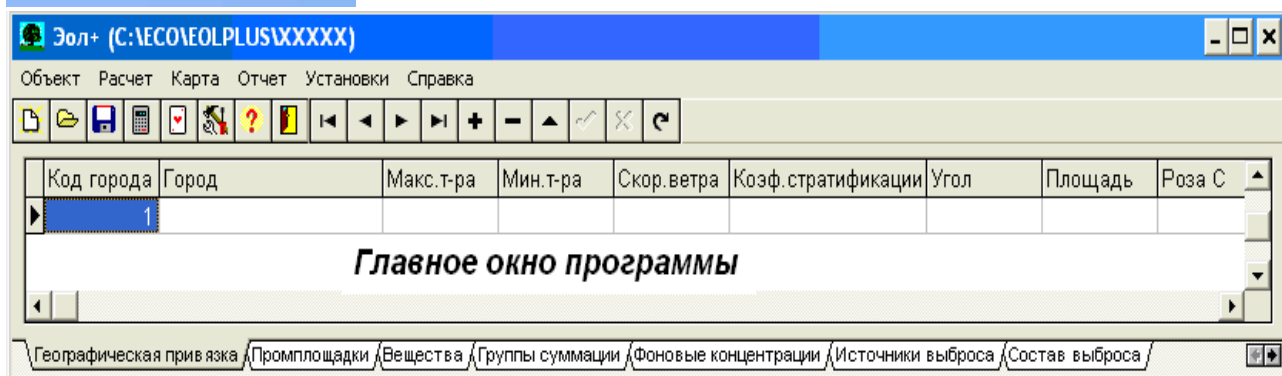 Эол+ (C:\ECO\EOLPLUS\XXXXX)
Объект Расчет Карта Отчет Установки Справка
Код города Город Макс.т-ра Мин.т-ра Скор.ветра Коэф.стратификации Угол Площадь Роза С
1
Главное окно программы
Географическая привязка Промплощадки Вещества Группы суммации Фоновые концентрации Источники выброса Состав выброса